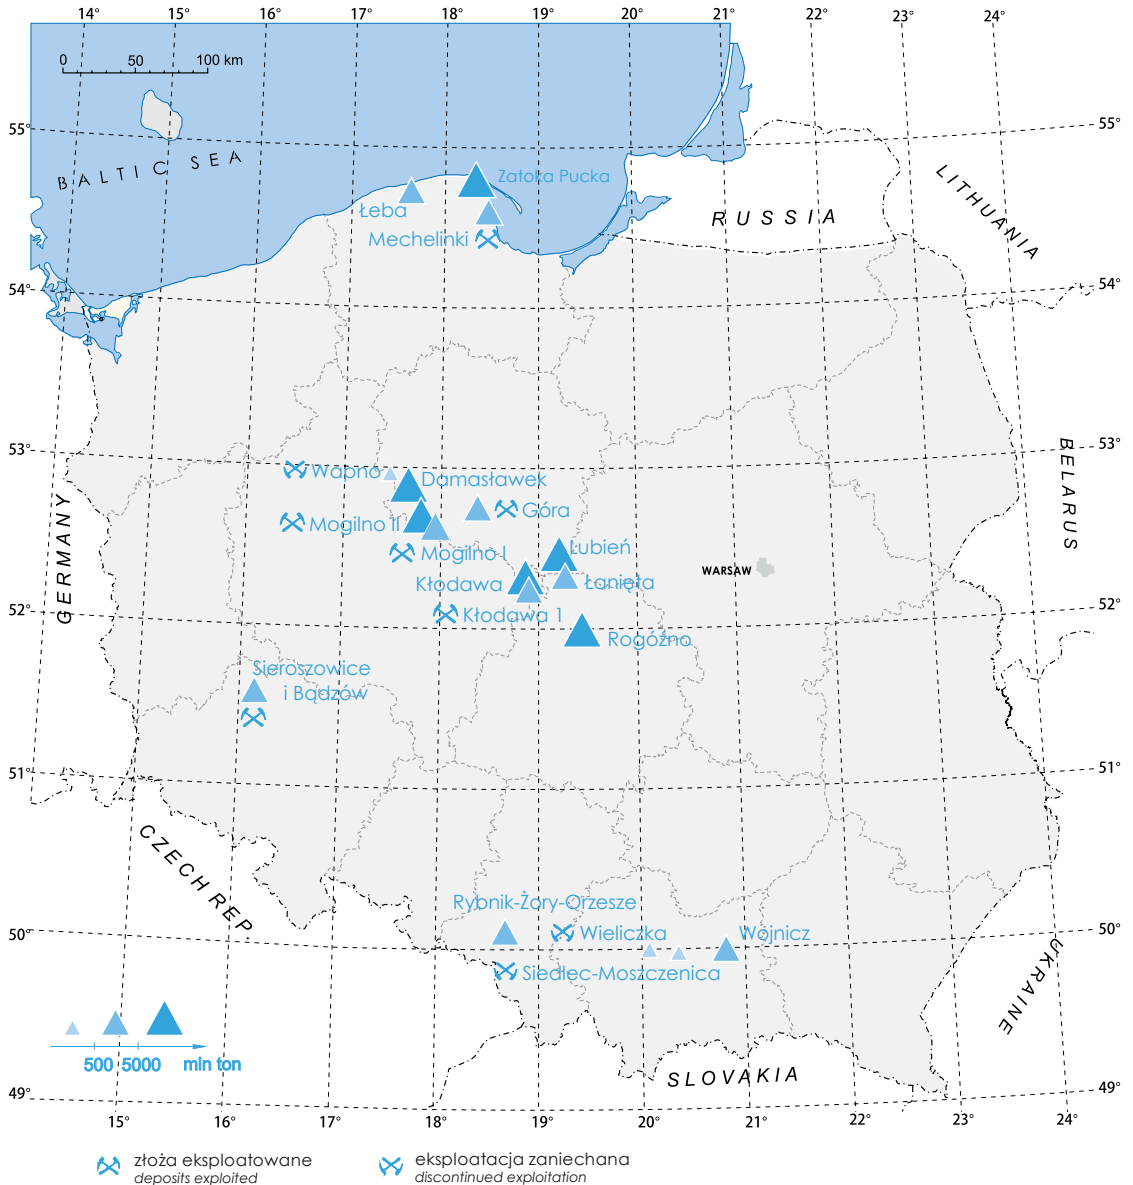 14° 15° 16° 17° 18° 19° 20° 21° 22° 23° 24°
0 50 100 km
55° 55°
BALTIC SEA
Zatoka Pucka
LITHUANIA
Łeba
RUSSIA
Mechelinki
54° 54°
53° 53°
Wapno
Damasławek
BELARUS
Góra
Mogilno II
GERMANY
Lubień
Mogilno I
WARSAW
Kłodawa
Łanięta
52° 52°
Kłodawa 1
Rogóźno
Sieroszowice
i Bądzów
51° 51°
CZECH REP.
Rybnik-Żory-Orzesze
50° 50°
Wieliczka
Wojnicz
Siedlec-Moszczenica
UKRAINE
500 5000 mln ton
SLOVAKIA
49° 49°
15° 16° 17° 18° 19° 20° 21° 22° 23° 24°
złoża eksploatowane
deposits exploited
eksploatacja zaniechana
discontinued exploitation